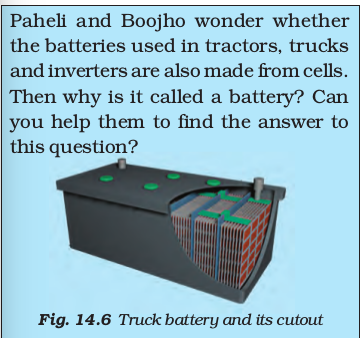 Paheli and Boojho wonder whether
the batteries used in tractors, trucks
and inverters are also made from cells.
Then why is it called a battery? Can
you help them to find the answer to
this question?
Fig. 14.6 Truck battery and its cutout